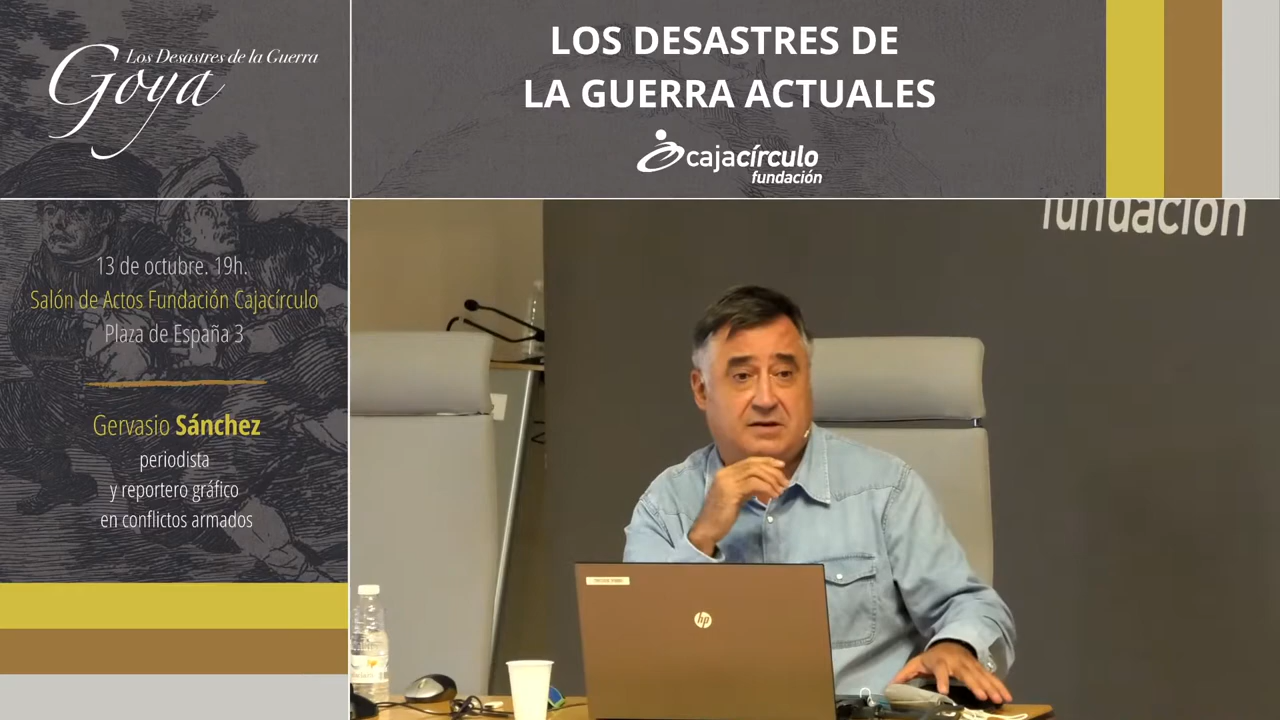 Los Desastres de la Guerra
Goya
LOS DESASTRES DE
LA GUERRA ACTUALES
cajacírculo
fundación
13 de octubre. 19h.
Salón de Actos Fundación Cajacírculo
Plaza de España 3
Gervasio Sánchez
periodista
y reportero gráfico
en conflictos armados
fundación
hp